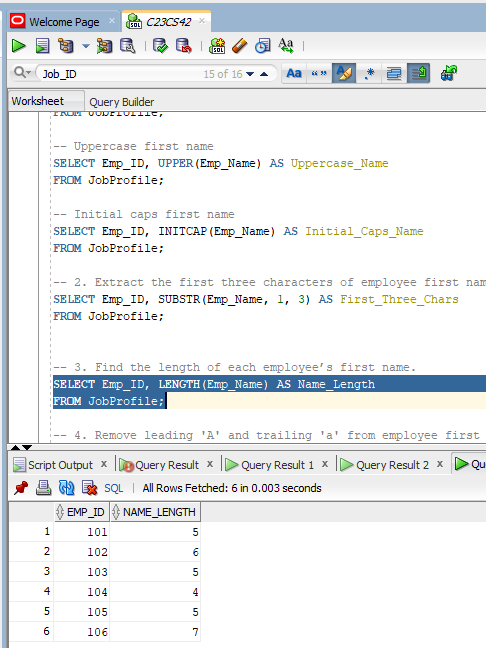 Welcome Page × C23CS42 ×
SQL Aa
Job_ID 15 of 16 Aa “” .*
Worksheet Query Builder
FROM JobProfile;
-- Uppercase first name
SELECT Emp_ID, UPPER(Emp_Name) AS Uppercase_Name
FROM JobProfile;
-- Initial caps first name
SELECT Emp_ID, INITCAP(Emp_Name) AS Initial_Caps_Name
FROM JobProfile;
-- 2. Extract the first three characters of employee first nam
SELECT Emp_ID, SUBSTR(Emp_Name, 1, 3) AS First_Three_Chars
FROM JobProfile;
-- 3. Find the length of each employee’s first name.
SELECT Emp_ID, LENGTH(Emp_Name) AS Name_Length
FROM JobProfile;
-- 4. Remove leading 'A' and trailing 'a' from employee first
Script Output × Query Result × Query Result 1 × Query Result 2 × Qu
SQL | All Rows Fetched: 6 in 0.003 seconds
EMP_ID NAME_LENGTH
1 101 5
2 102 6
3 103 5
4 104 4
5 105 5
6 106 7